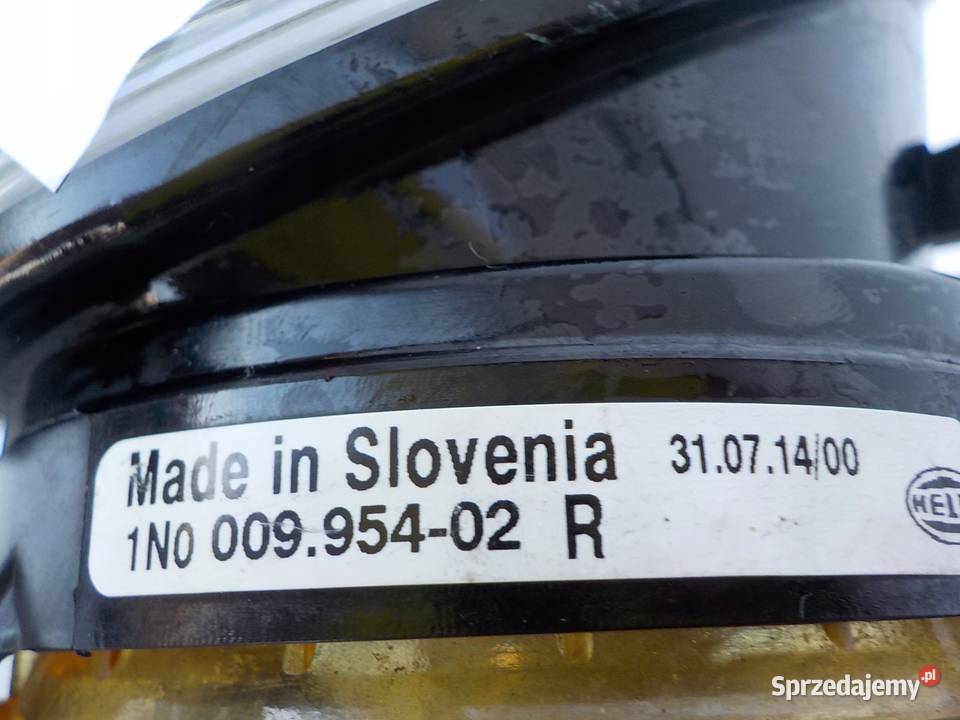 Made in Slovenia 31.07.14/00
1N0 009.954-02 R
Sprzedajemy.pl